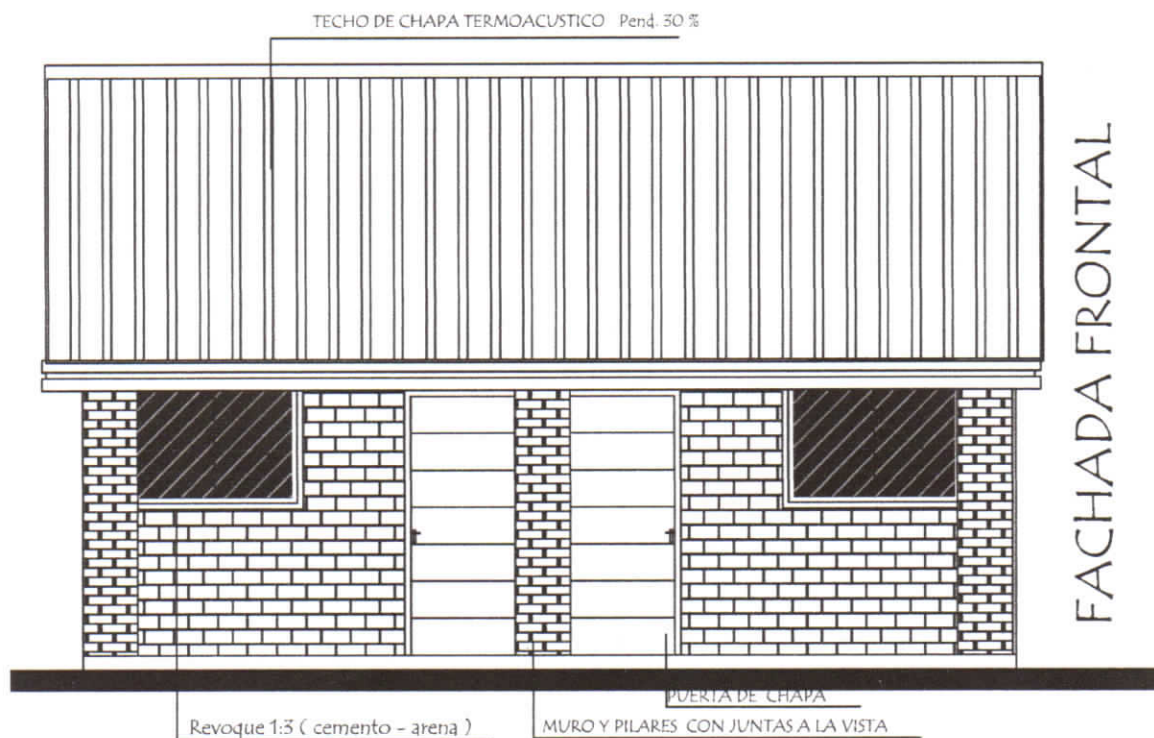 TECHO DE CHAPA TERMOACUSTICO Pend. 30 %
FACHADA FRONTAL
PUERTA DE CHAPA
Revoque 1:3 ( cemento - arena )
MURO Y PILARES CON JUNTAS A LA VISTA